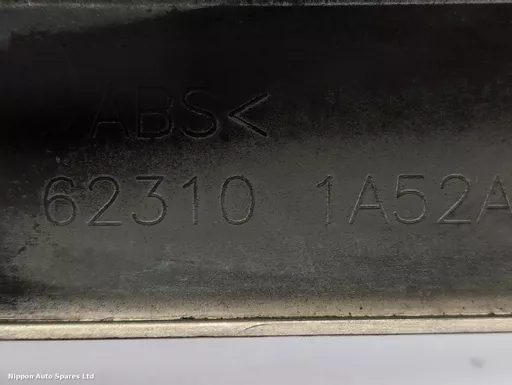 >ABS<
62310 1A52A
Nippon Auto Spares Ltd.